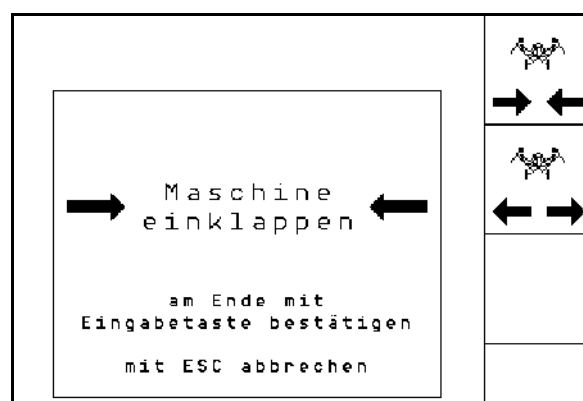 Maschine
einklappen
am Ende mit
Eingabetaste bestätigen
mit ESC abbrechen